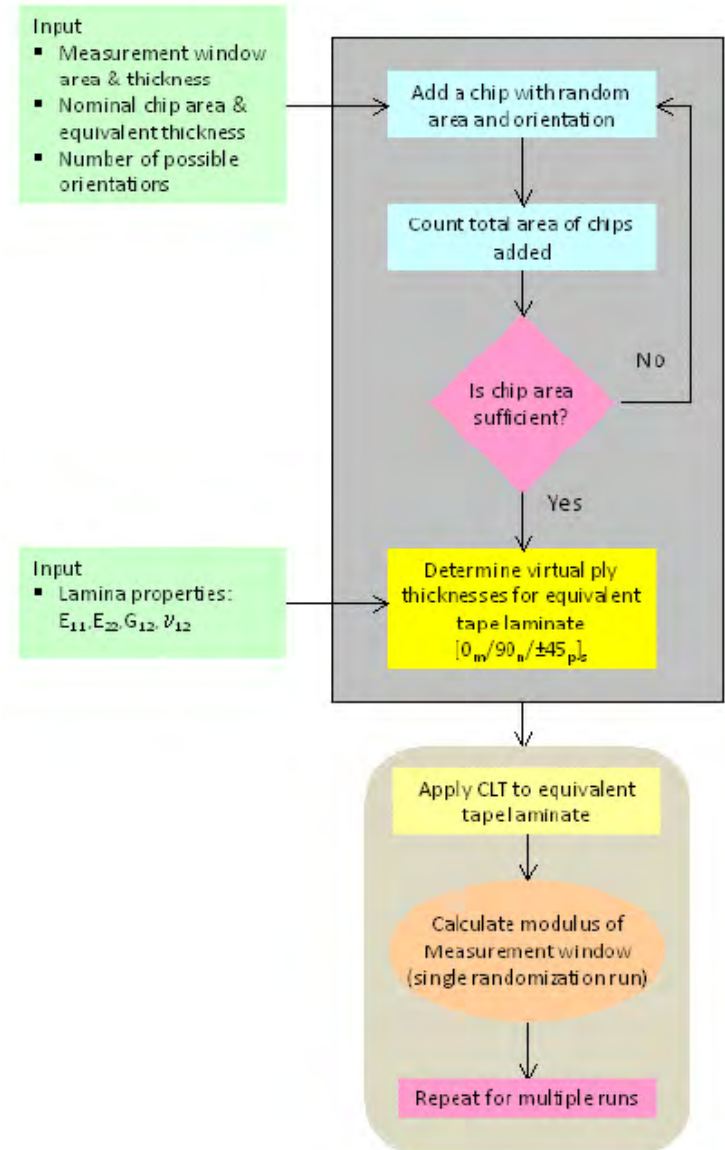 Input
▪ Measurement window
area & thickness
▪ Nominal chip area &
equivalent thickness
▪ Number of possible
orientations
Add a chip with random
area and orientation
Count total area of chips
added
Is chip area
sufficient?
No
Yes
Input
▪ Lamina properties:
E₁₁,E₂₂,G₁₂,ν₁₂
Determine virtual ply
thicknesses for equivalent
tape laminate
[0ₘ/90ₙ/±45ₚ]ₛ
Apply CLT to equivalent
tape laminate
Calculate modulus of
Measurement window
(single randomization run)
Repeat for multiple runs